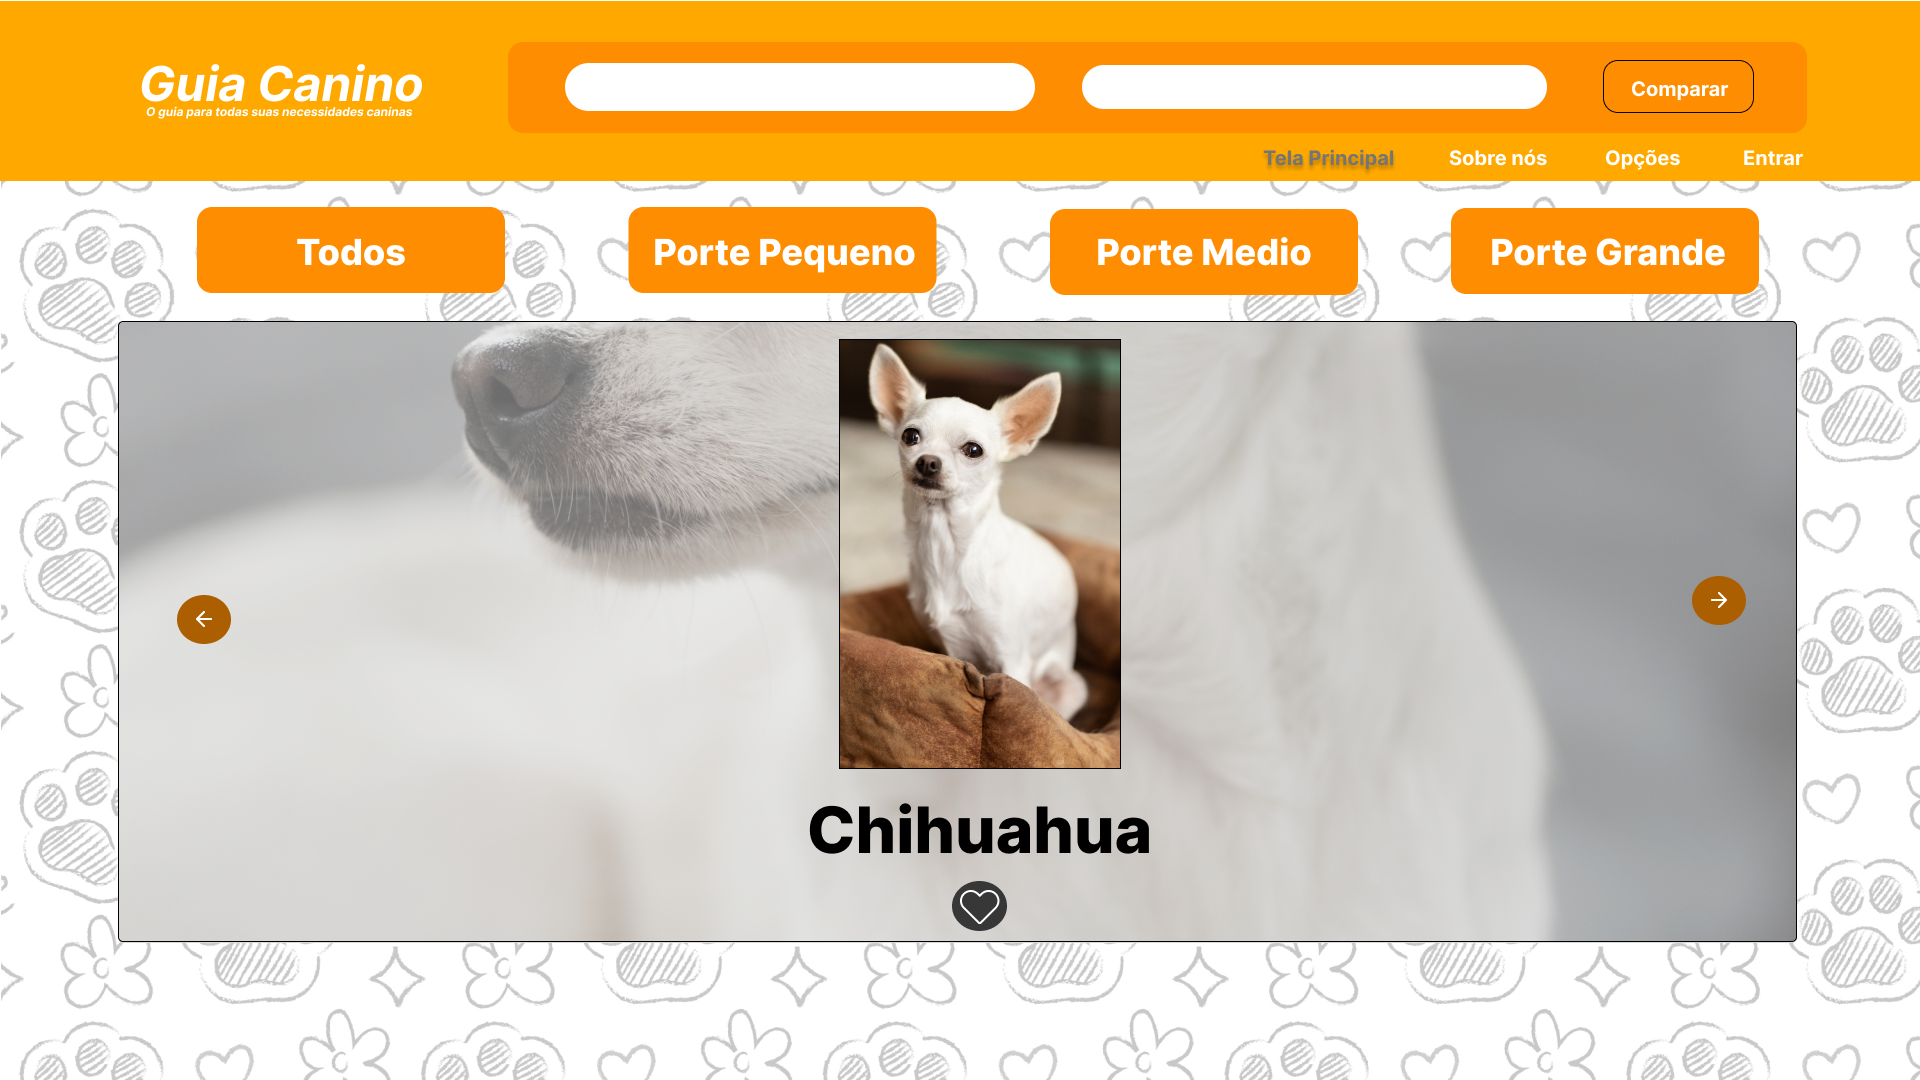 Guia Canino
O guia para todas suas necessidades caninas
Comparar
Tela Principal
Sobre nós
Opções
Entrar
Todos
Porte Pequeno
Porte Medio
Porte Grande
Chihuahua